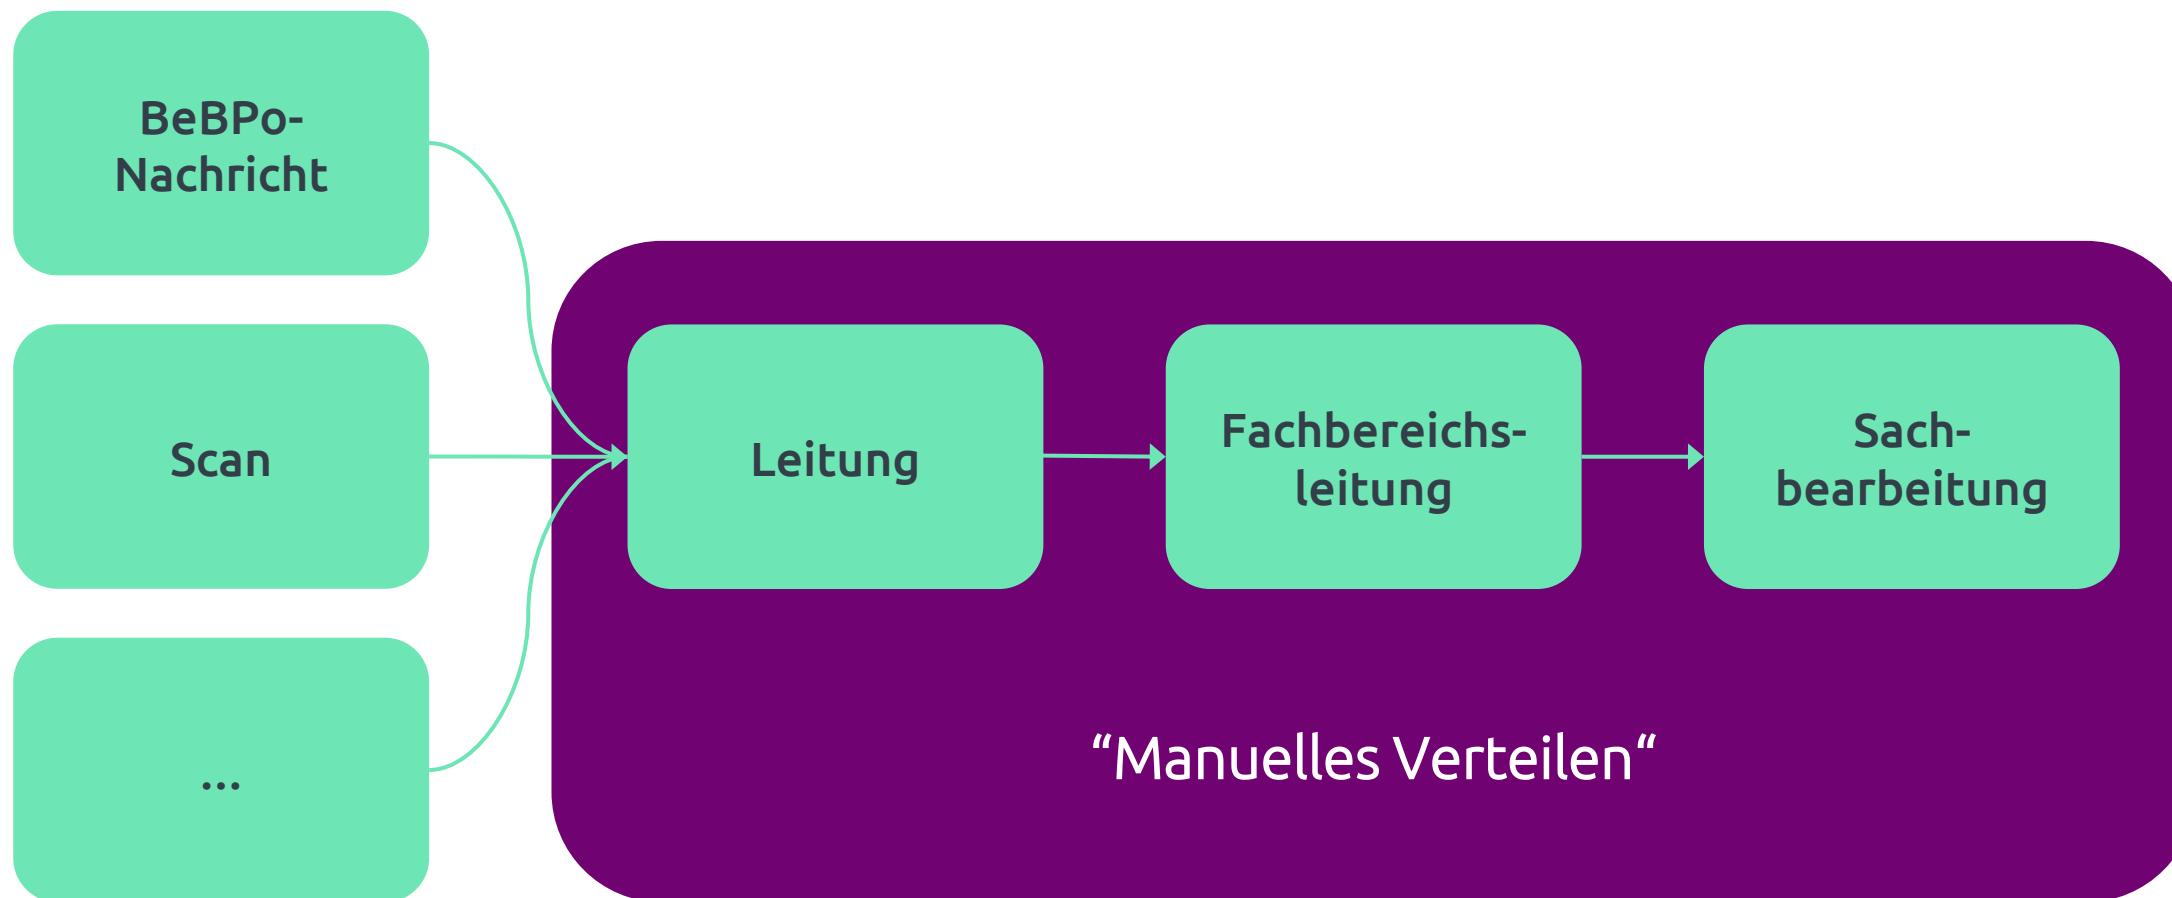 BeBPo-
Nachricht
Scan
...
Leitung
Fachbereichs-
leitung
Sach-
bearbeitung
“Manuelles Verteilen“